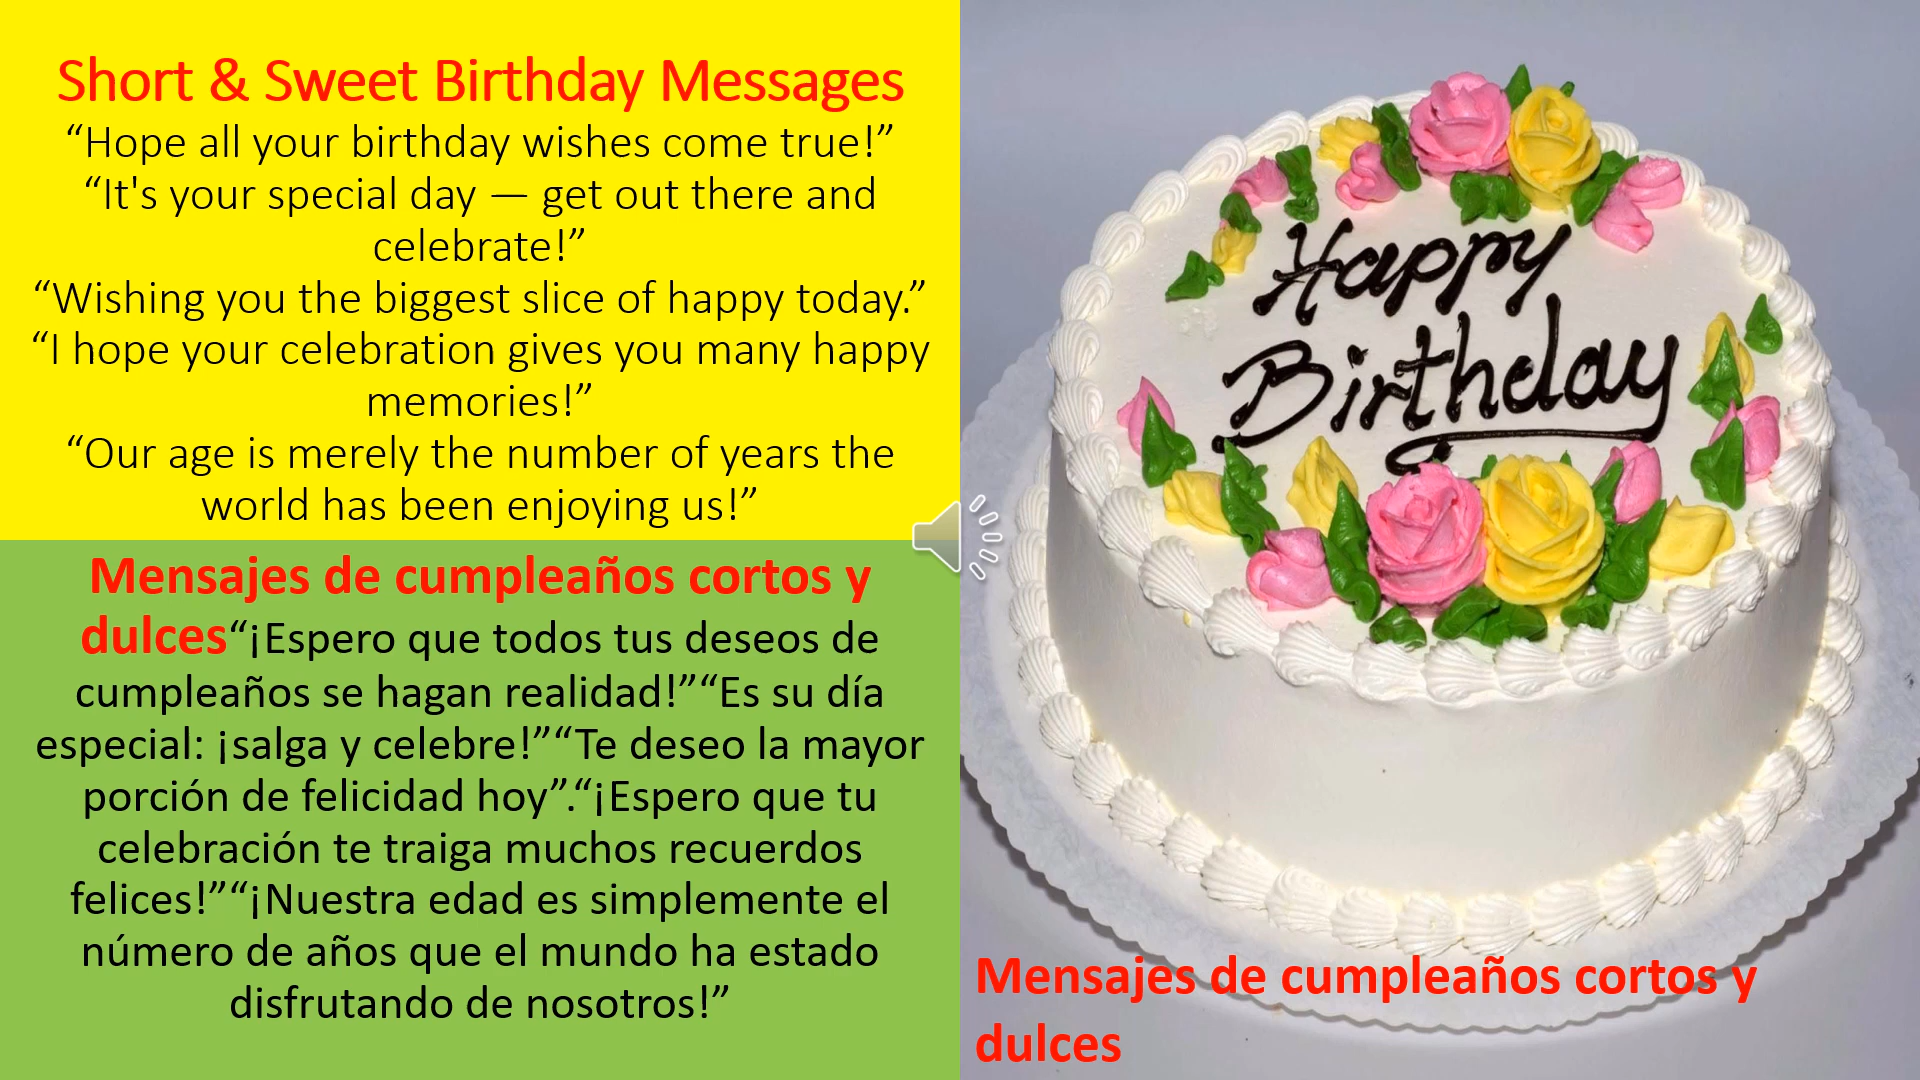 Short & Sweet Birthday Messages
“Hope all your birthday wishes come true!”
“It's your special day — get out there and
celebrate!”
“Wishing you the biggest slice of happy today.”
“I hope your celebration gives you many happy
memories!”
“Our age is merely the number of years the
world has been enjoying us!”
Mensajes de cumpleaños cortos y
dulces“¡Espero que todos tus deseos de
cumpleaños se hagan realidad!”“Es su día
especial: ¡salga y celebre!”“Te deseo la mayor
porción de felicidad hoy”.“¡Espero que tu
celebración te traiga muchos recuerdos
felices!”“¡Nuestra edad es simplemente el
número de años que el mundo ha estado
disfrutando de nosotros!”
Happy
Birthday
Mensajes de cumpleaños cortos y
dulces